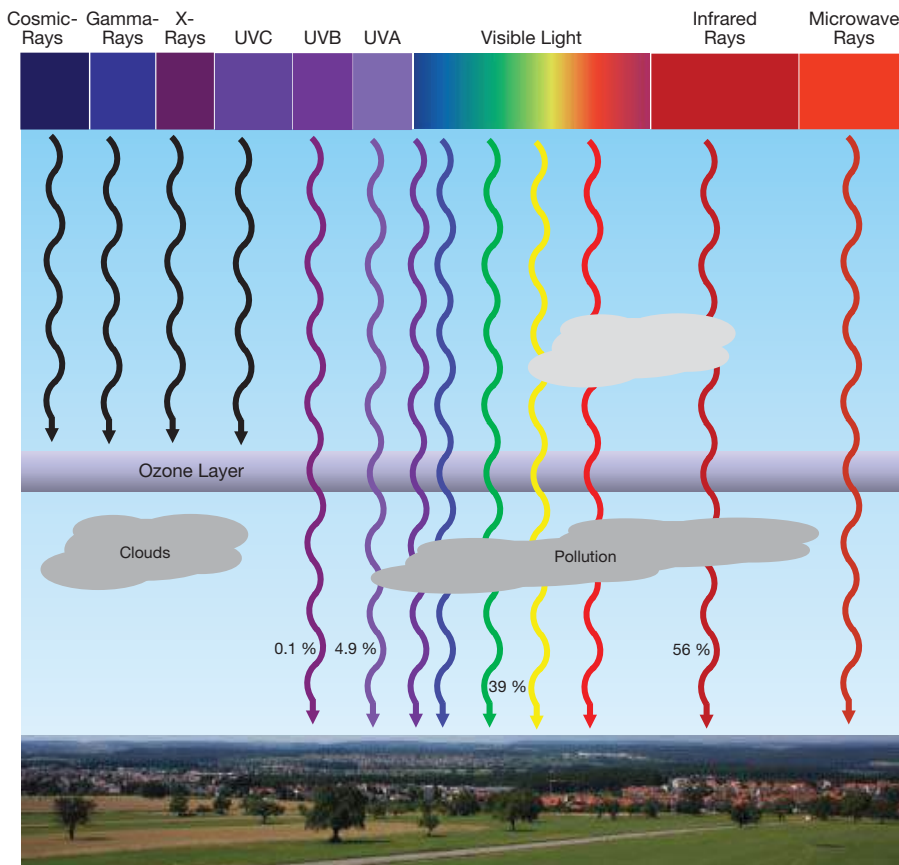 Cosmic-
Rays
Gamma-
Rays
X-
Rays
UVC
UVB
UVA
Visible Light
Infrared
Rays
Microwave
Rays
Ozone Layer
Clouds
Pollution
0.1 %
4.9 %
39 %
56 %